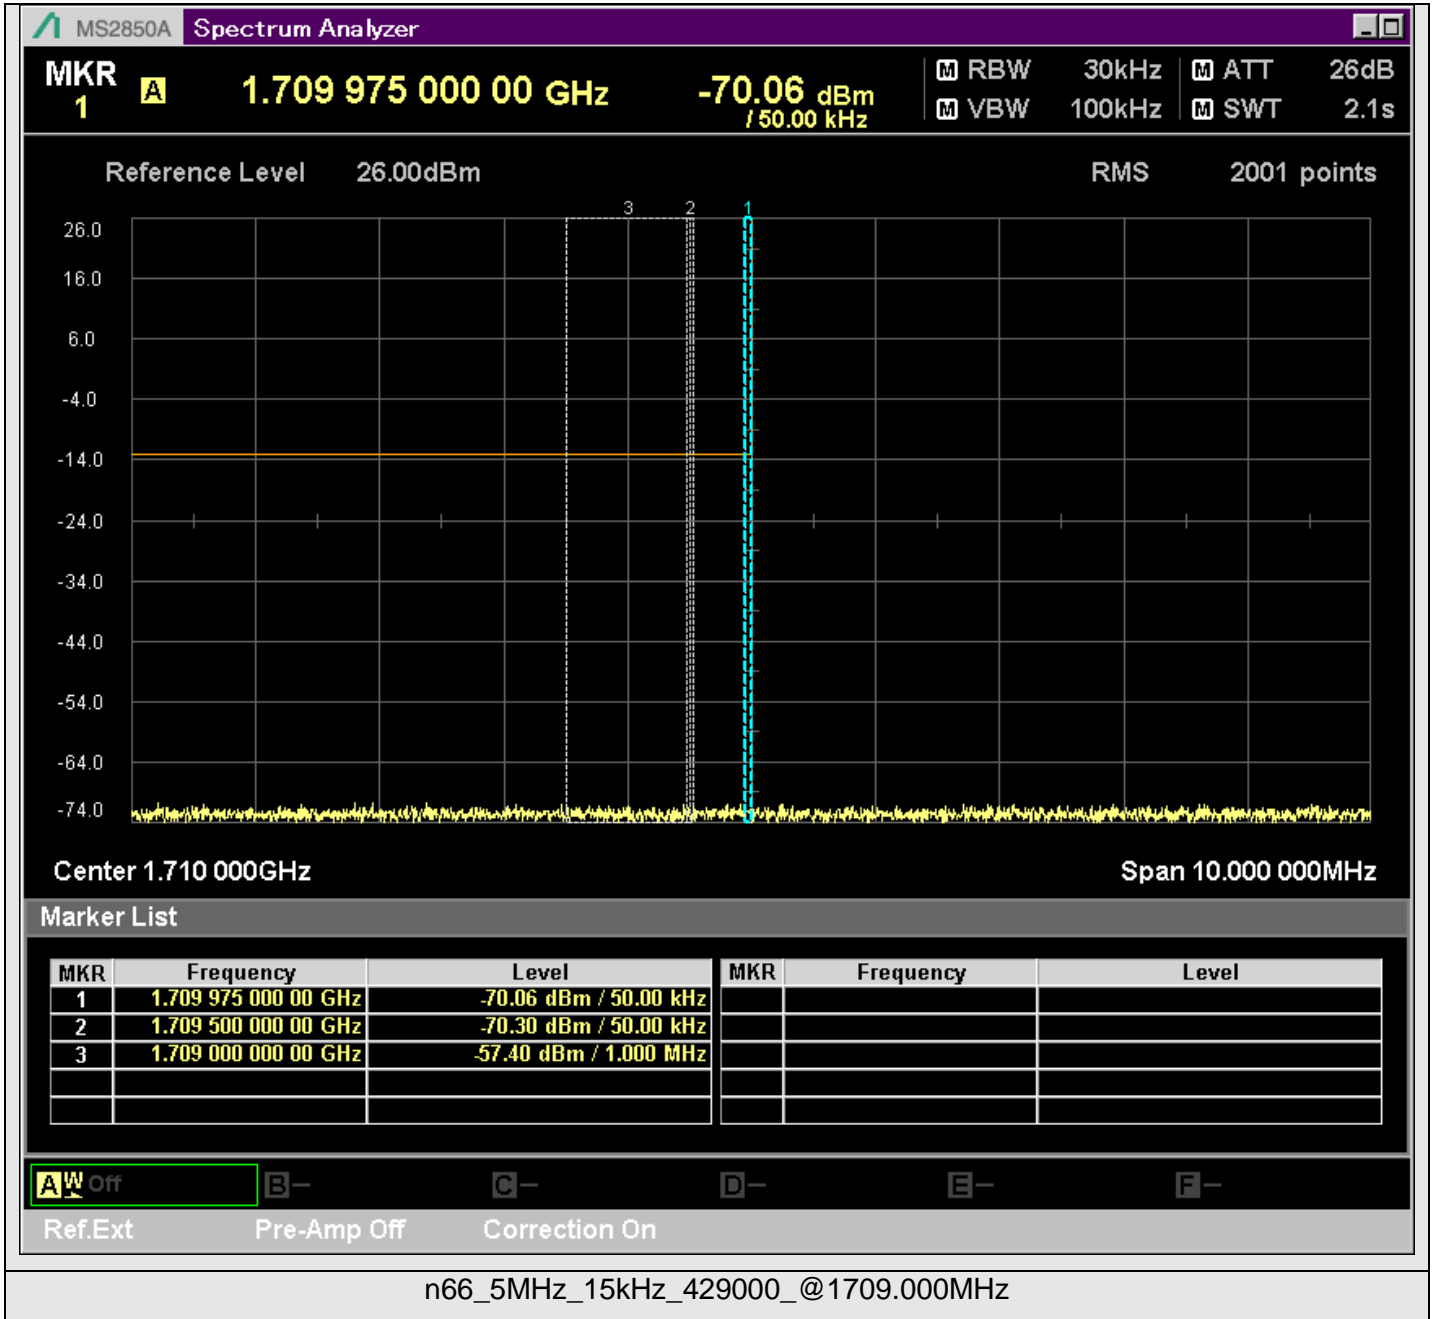 MS2850A Spectrum Analyzer
MKR 1 A 1.709 975 000 00 GHz -70.06 dBm / 50.00 kHz
M RBW 30kHz M ATT 26dB
M VBW 100kHz M SWT 2.1s
Reference Level 26.00dBm RMS 2001 points
3 2 1
26.0
16.0
6.0
-4.0
-14.0
-24.0
-34.0
-44.0
-54.0
-64.0
-74.0
Center 1.710 000GHz Span 10.000 000MHz
Marker List
MKR Frequency Level MKR Frequency Level
1 1.709 975 000 00 GHz -70.06 dBm / 50.00 kHz
2 1.709 500 000 00 GHz -70.30 dBm / 50.00 kHz
3 1.709 000 000 00 GHz -57.40 dBm / 1.000 MHz
A W Off B - C - D - E - F -
Ref.Ext Pre-Amp Off Correction On
n66_5MHz_15kHz_429000_@1709.000MHz